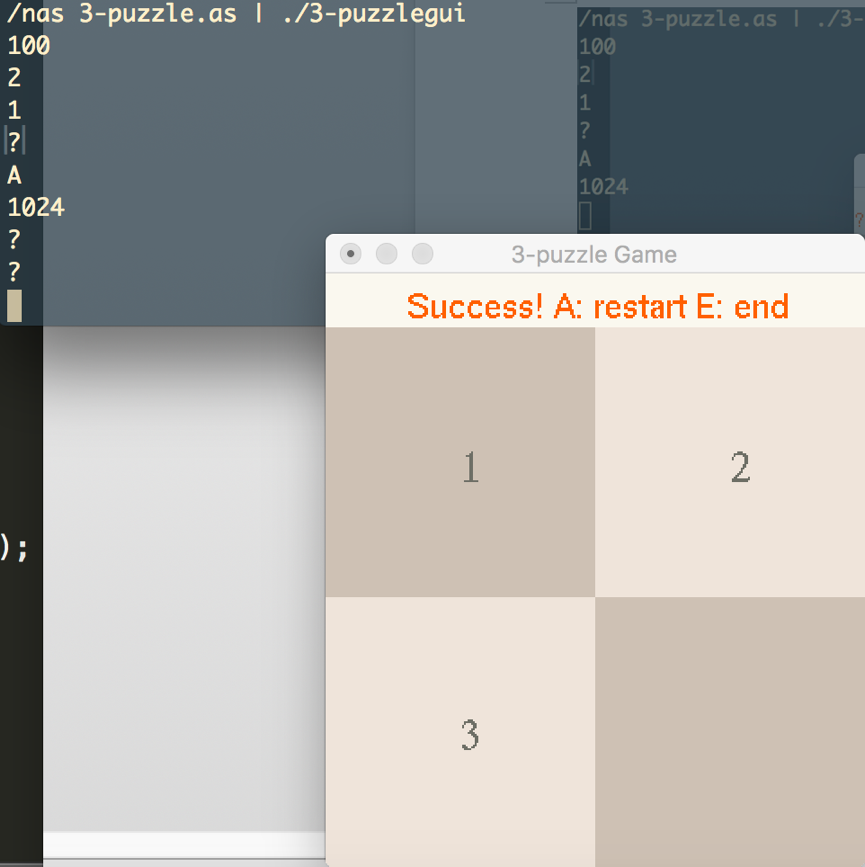 /nas 3-puzzle.as | ./3-puzzlegui
100
2
1
?
A
1024
?
?
/nas 3-puzzle.as | ./3-
100
2
1
?
A
1024
?
3-puzzle Game
Success! A: restart E: end
1
2
3
);